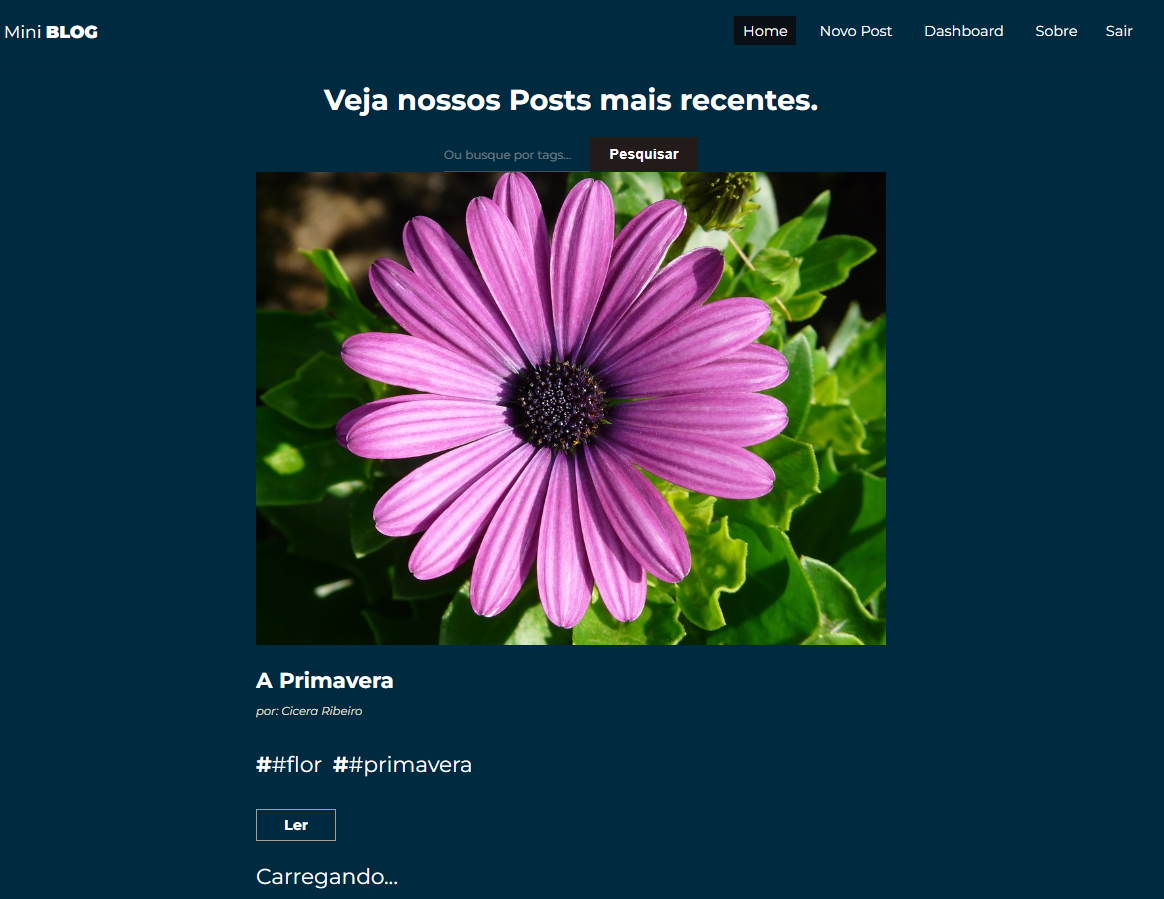 Mini BLOG
Home Novo Post Dashboard Sobre Sair
Veja nossos Posts mais recentes.
Ou busque por tags... Pesquisar
A Primavera
por: Cicera Ribeiro
##flor ##primavera
Ler
Carregando...